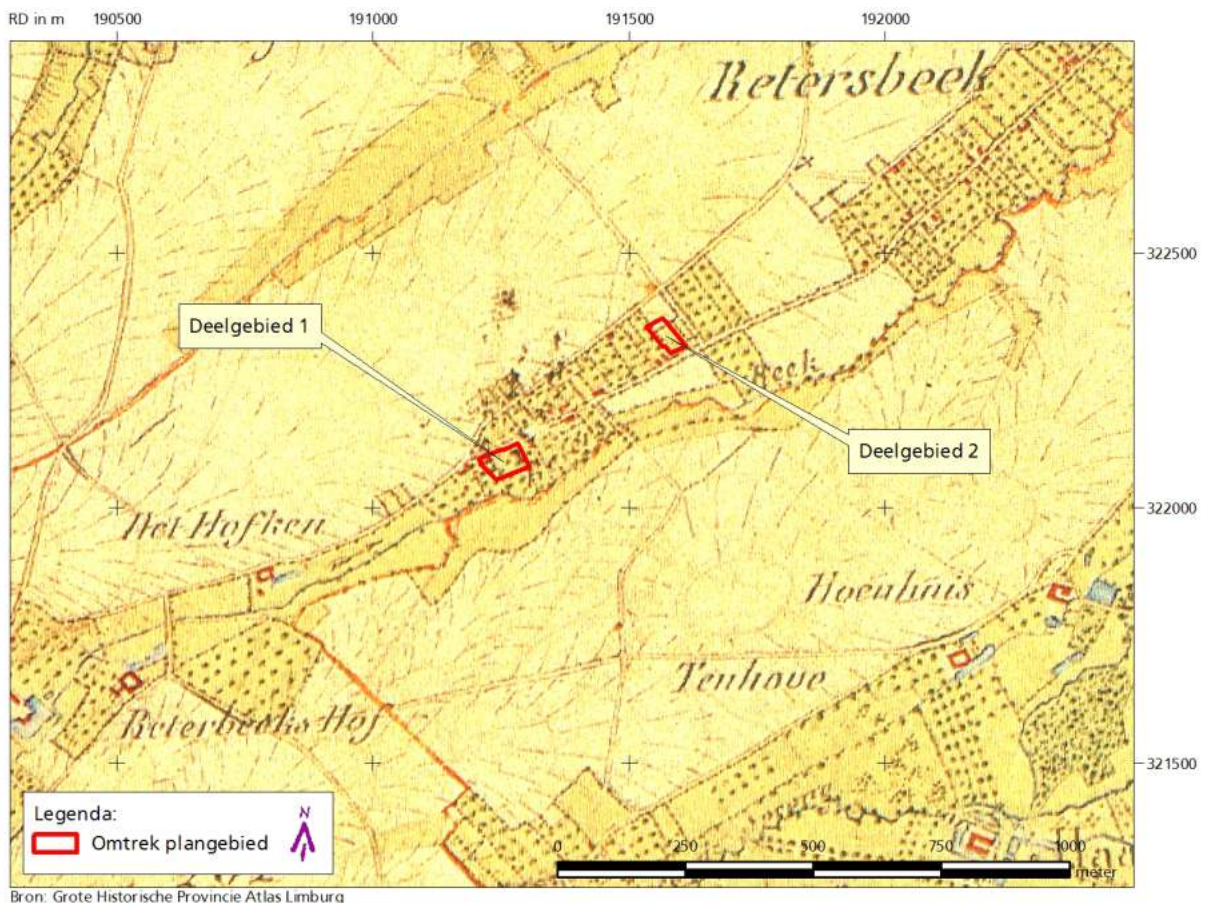 RD in m 190500 191000 191500 192000
Retersbeek
322500
Deelgebied 1
Beek
Deelgebied 2
322000
Het Hofken
Hoenhuis
Tenhove
Reterbeeks Hof
321500
Legenda:
N
Omtrek plangebied
0 250 500 750 1000
meter
Bron: Grote Historische Provincie Atlas Limburg